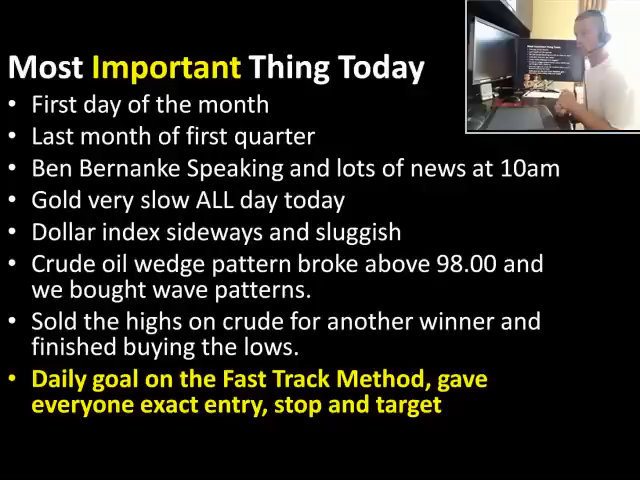 Most Important Thing Today
• First day of the month
• Last month of first quarter
• Ben Bernanke Speaking and lots of news at 10am
• Gold very slow ALL day today
• Dollar index sideways and sluggish
• Crude oil wedge pattern broke above 98.00 and
we bought wave patterns.
• Sold the highs on crude for another winner and
finished buying the lows.
• Daily goal on the Fast Track Method, gave
everyone exact entry, stop and target